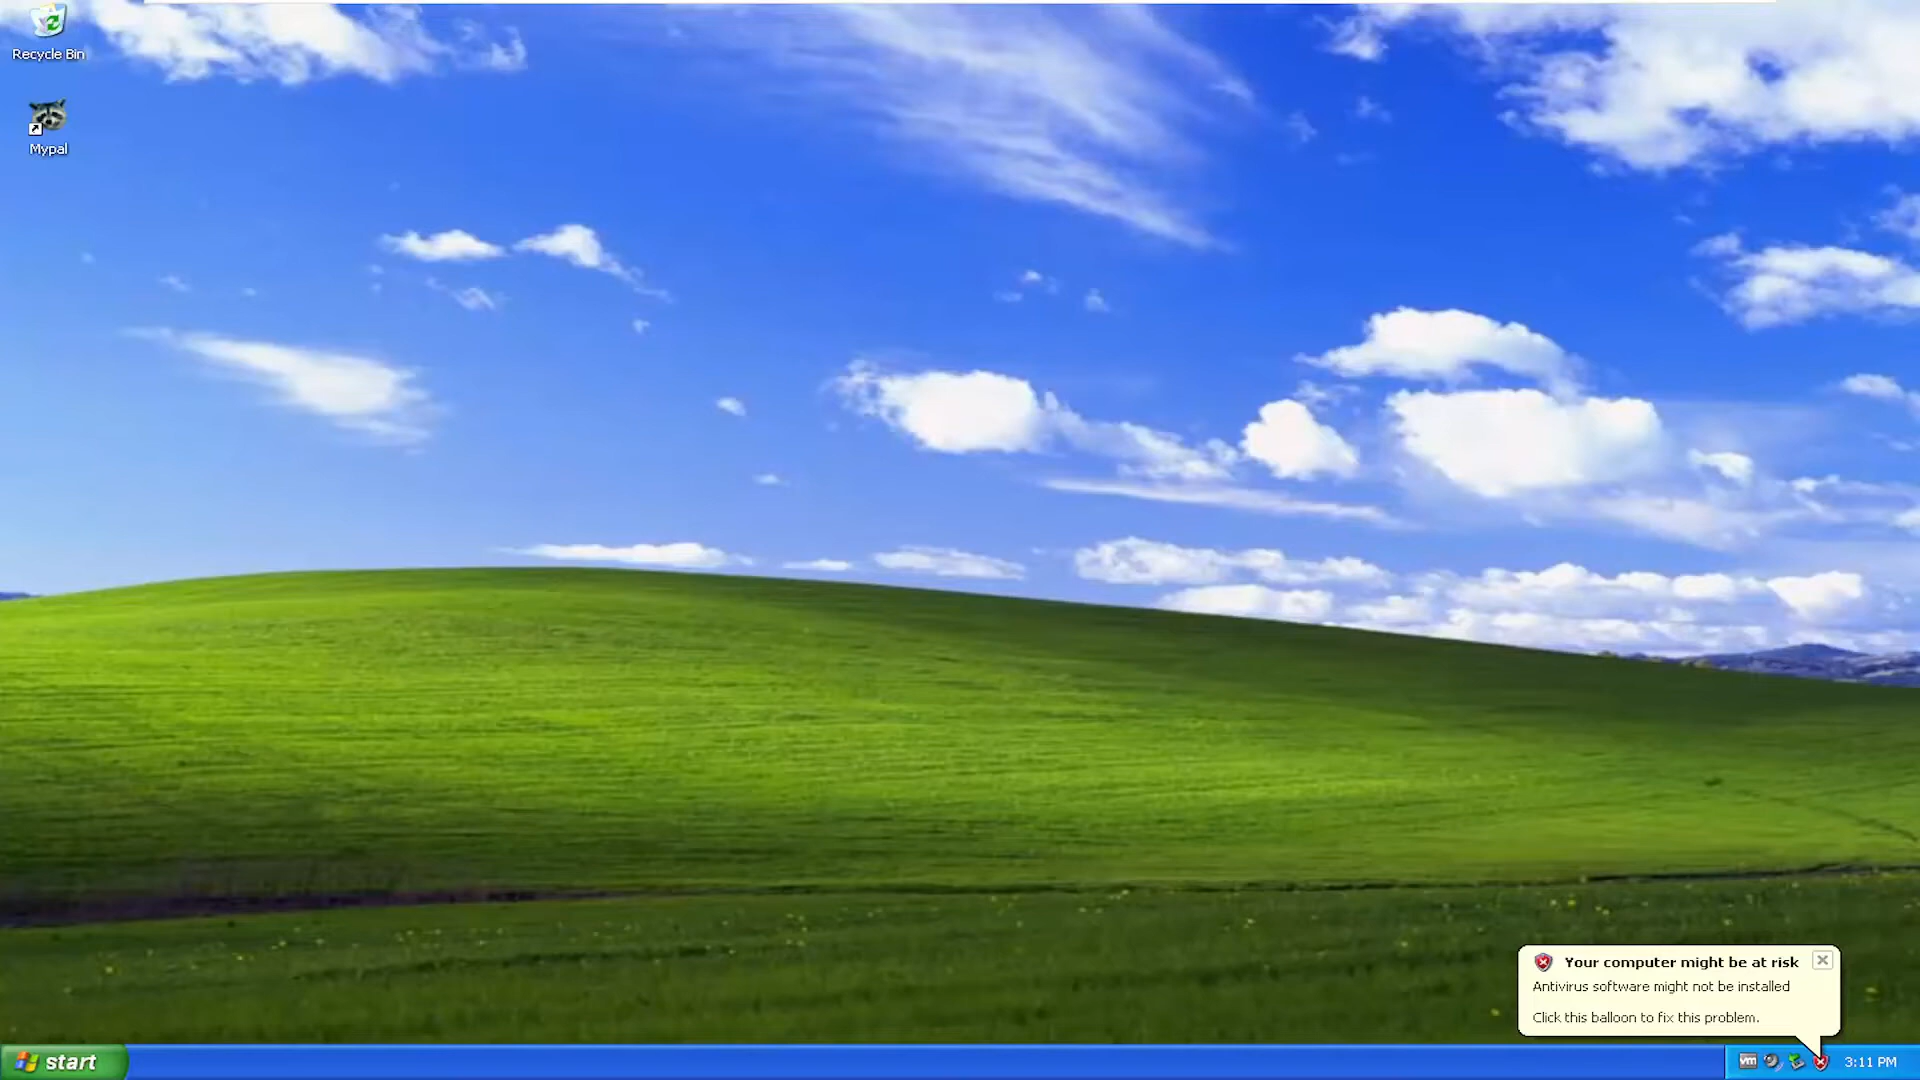 Recycle Bin
Mypal
Your computer might be at risk
Antivirus software might not be installed
Click this balloon to fix this problem.
start
vm
3:11 PM